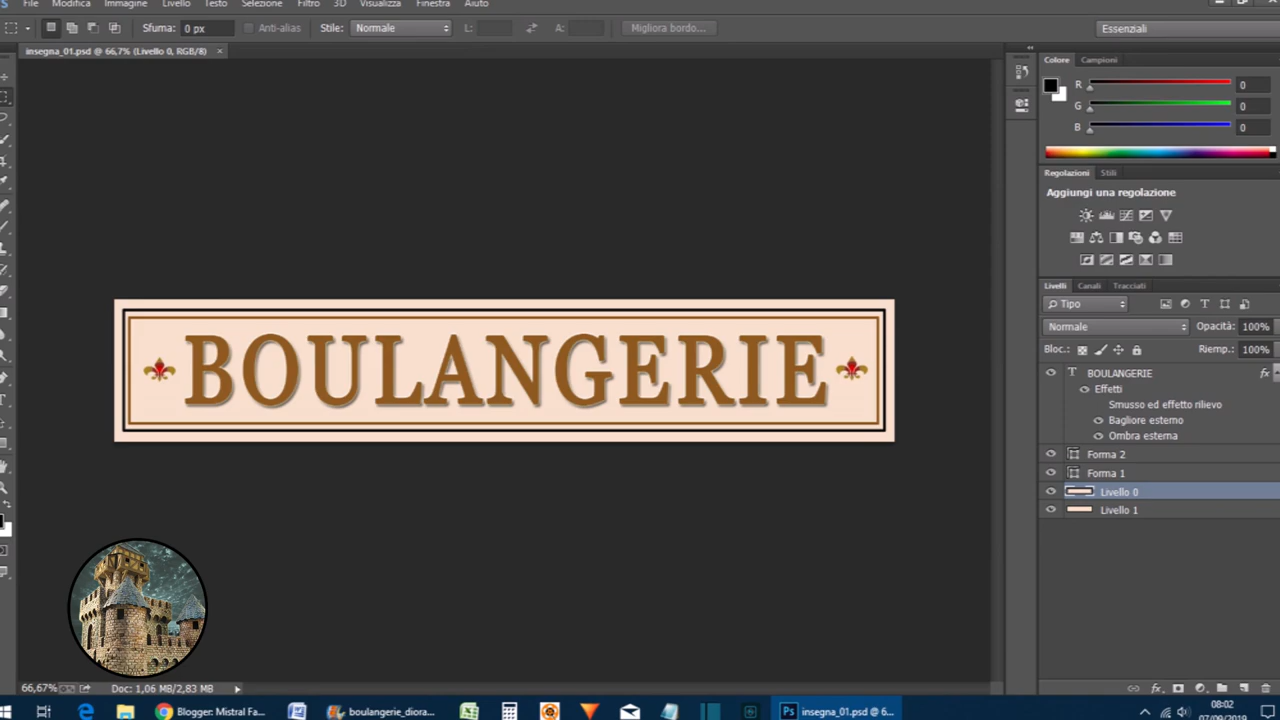 File Modifica Immagine Livello Testo Selezione Filtro 3D Visualizza Finestra Aiuto
Sfuma: 0 px Anti-alias Stile: Normale L: A: Migliora bordo... Essenziali
insegna_01.psd @ 66,7% (Livello 0, RGB/8) ×
Colore Campioni
R 0
G 0
B 0
Regolazioni Stili
Aggiungi una regolazione
Livelli Canali Tracciati
Tipo T
Normale Opacità: 100%
Bloc.: Riemp.: 100%
T BOULANGERIE fx
Effetti
Smusso ed effetto rilievo
Bagliore esterno
Ombra esterna
Forma 2
Forma 1
Livello 0
Livello 1
BOULANGERIE
66,67% Doc: 1,06 MB/2,83 MB
fx
Blogger: Mistral Fa... boulangerie_diora... Ps insegna_01.psd @ 6... 08:02
07/09/2019